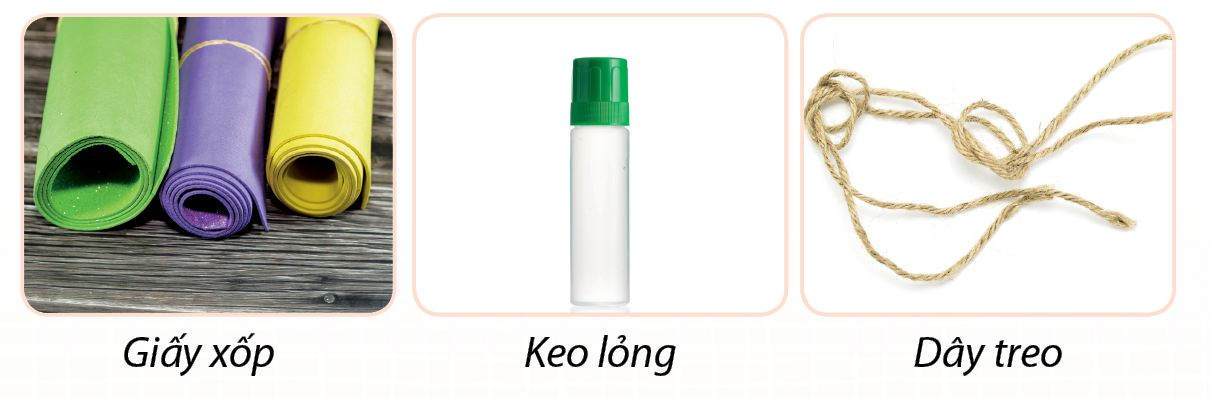 Giấy xốp
Keo lỏng
Dây treo